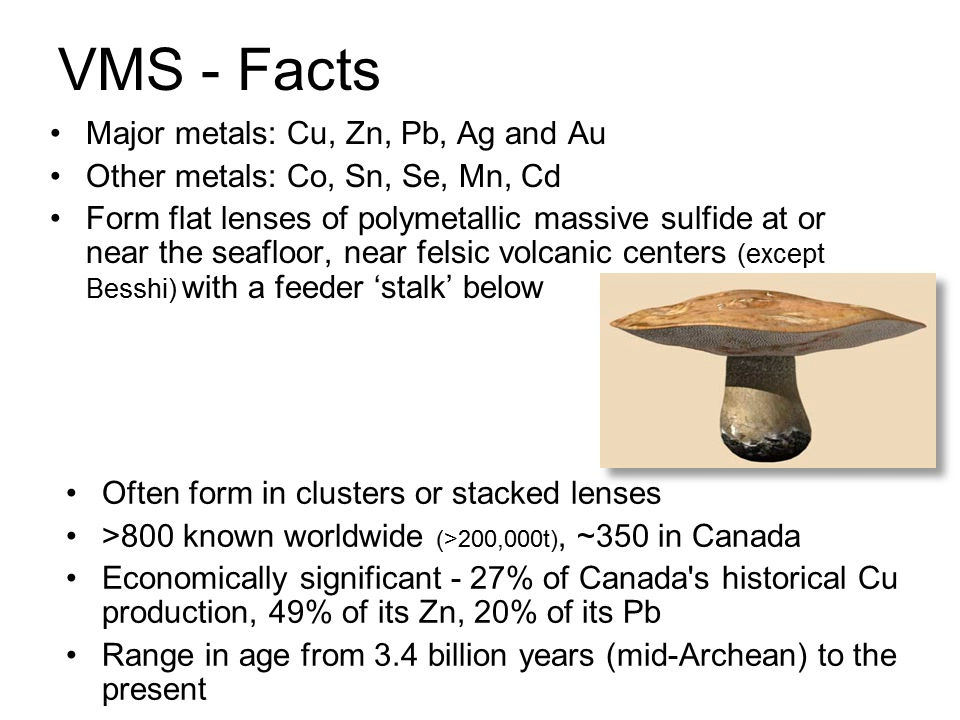 VMS - Facts
• Major metals: Cu, Zn, Pb, Ag and Au
• Other metals: Co, Sn, Se, Mn, Cd
• Form flat lenses of polymetallic massive sulfide at or
near the seafloor, near felsic volcanic centers (except
Besshi) with a feeder ‘stalk’ below
• Often form in clusters or stacked lenses
• >800 known worldwide (>200,000t), ~350 in Canada
• Economically significant - 27% of Canada's historical Cu
production, 49% of its Zn, 20% of its Pb
• Range in age from 3.4 billion years (mid-Archean) to the
present